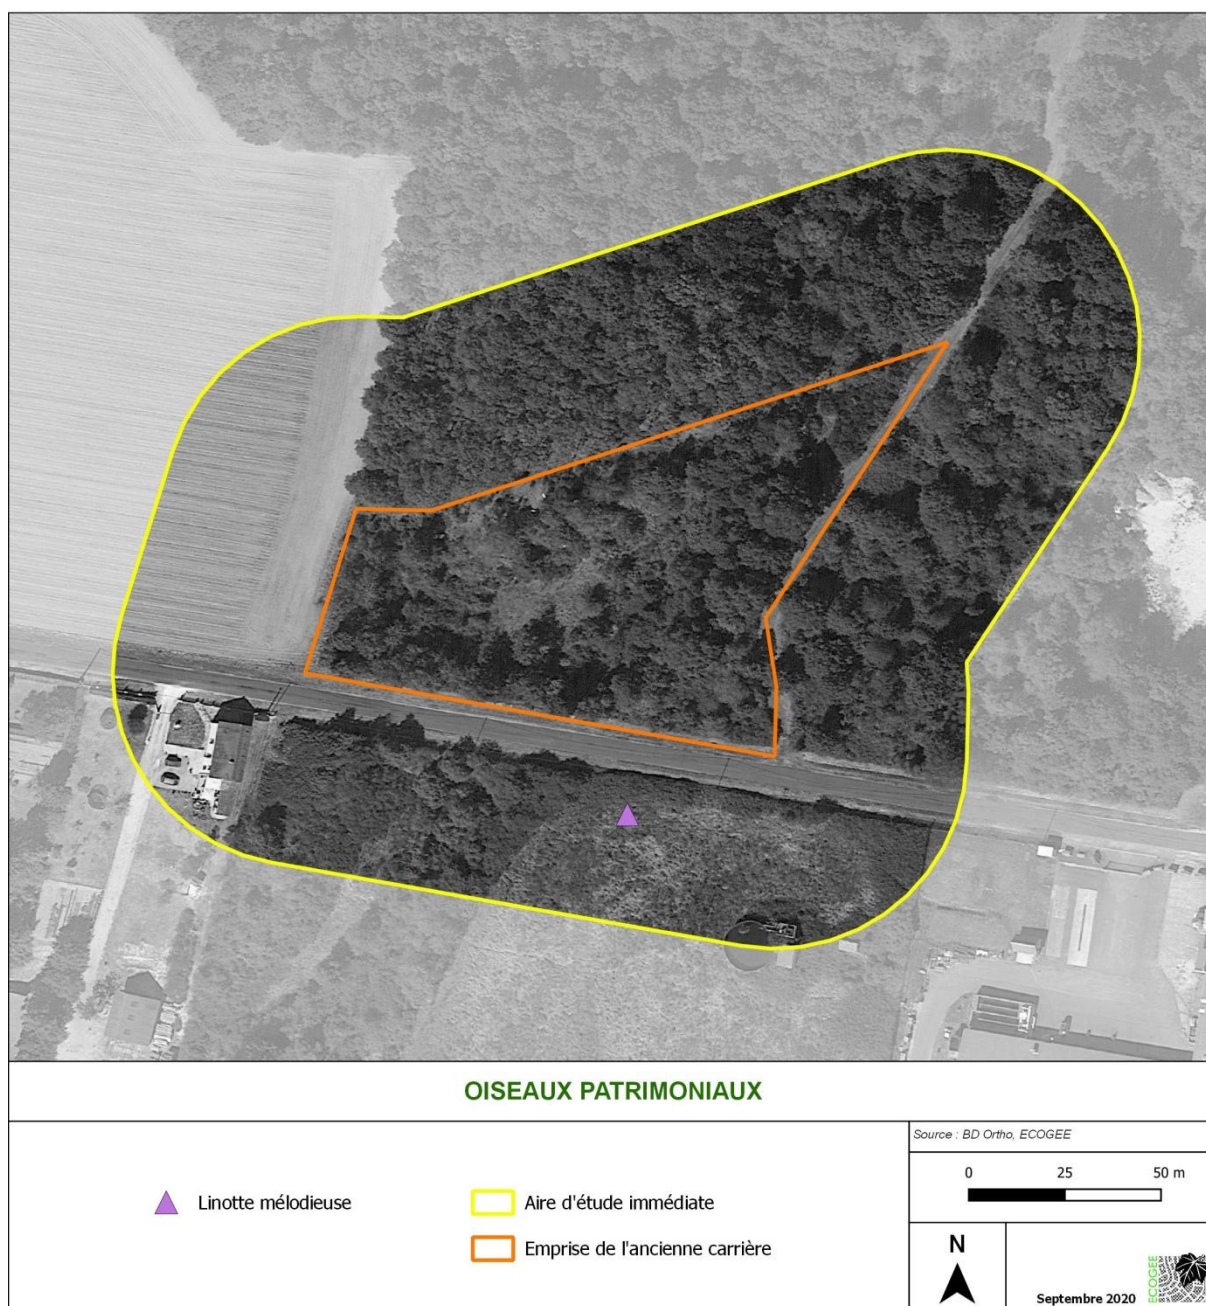 OISEAUX PATRIMONIAUX
Source : BD Ortho, ECOGEE
Linotte mélodieuse
Aire d'étude immédiate
Emprise de l'ancienne carrière
0 25 50 m
N
Septembre 2020
ECOGEE